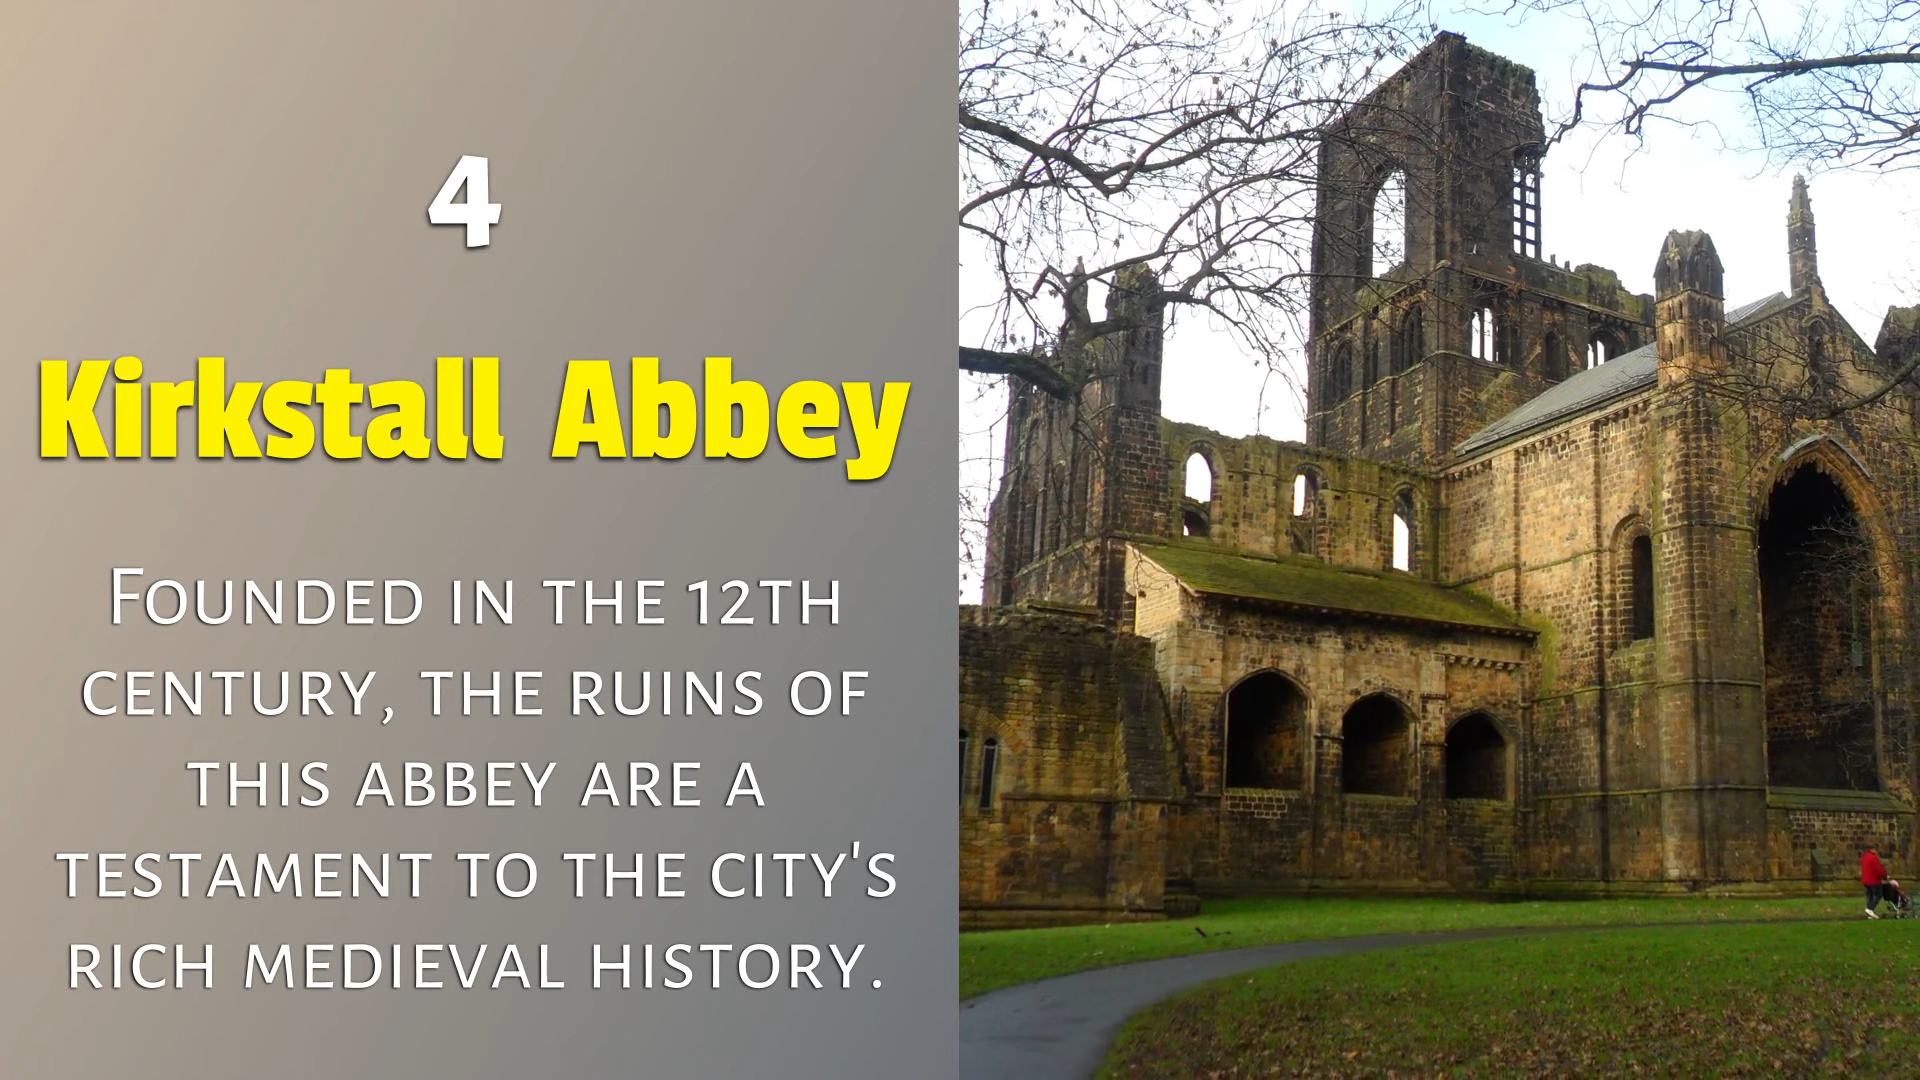 4
Kirkstall Abbey
Founded in the 12th
century, the ruins of
this abbey are a
testament to the city's
rich medieval history.